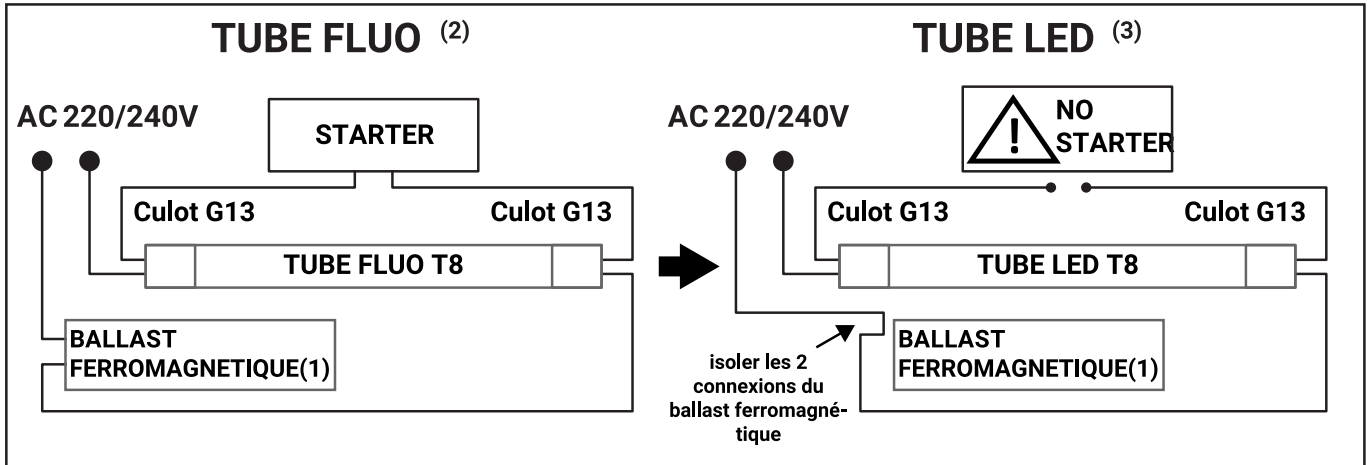 TUBE FLUO (2)
AC 220/240V
STARTER
Culot G13
Culot G13
TUBE FLUO T8
BALLAST
FERROMAGNETIQUE(1)
TUBE LED (3)
AC 220/240V
!
NO
STARTER
Culot G13
Culot G13
TUBE LED T8
isoler les 2
connexions du
ballast ferromagné-
tique
BALLAST
FERROMAGNETIQUE(1)